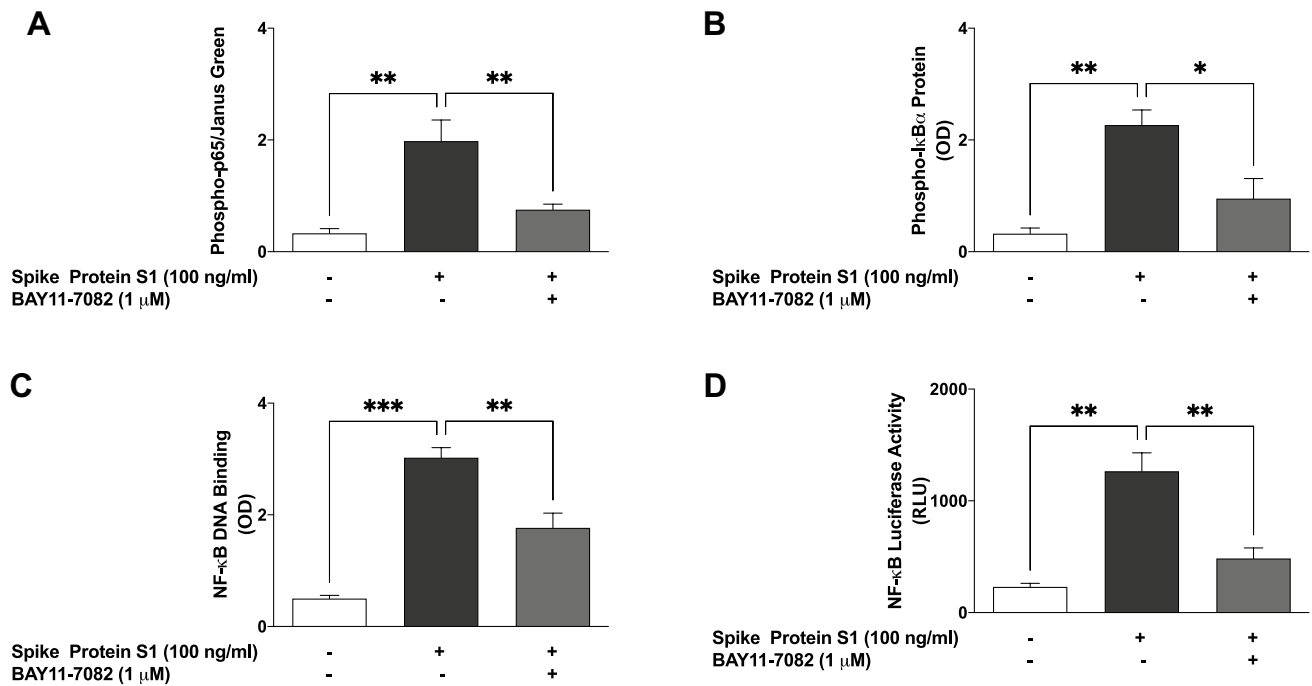 A
Phospho-p65/Janus Green
4
2
0
** **
Spike Protein S1 (100 ng/ml) - + +
BAY11-7082 (1 μM) - - +
B
Phospho-IκBα Protein
(OD)
4
2
0
** *
Spike Protein S1 (100 ng/ml) - + +
BAY11-7082 (1 μM) - - +
C
NF-κB DNA Binding
(OD)
4
2
0
*** **
Spike Protein S1 (100 ng/ml) - + +
BAY11-7082 (1 μM) - - +
D
NF-κB Luciferase Activity
(RLU)
2000
1000
0
** **
Spike Protein S1 (100 ng/ml) - + +
BAY11-7082 (1 μM) - - +